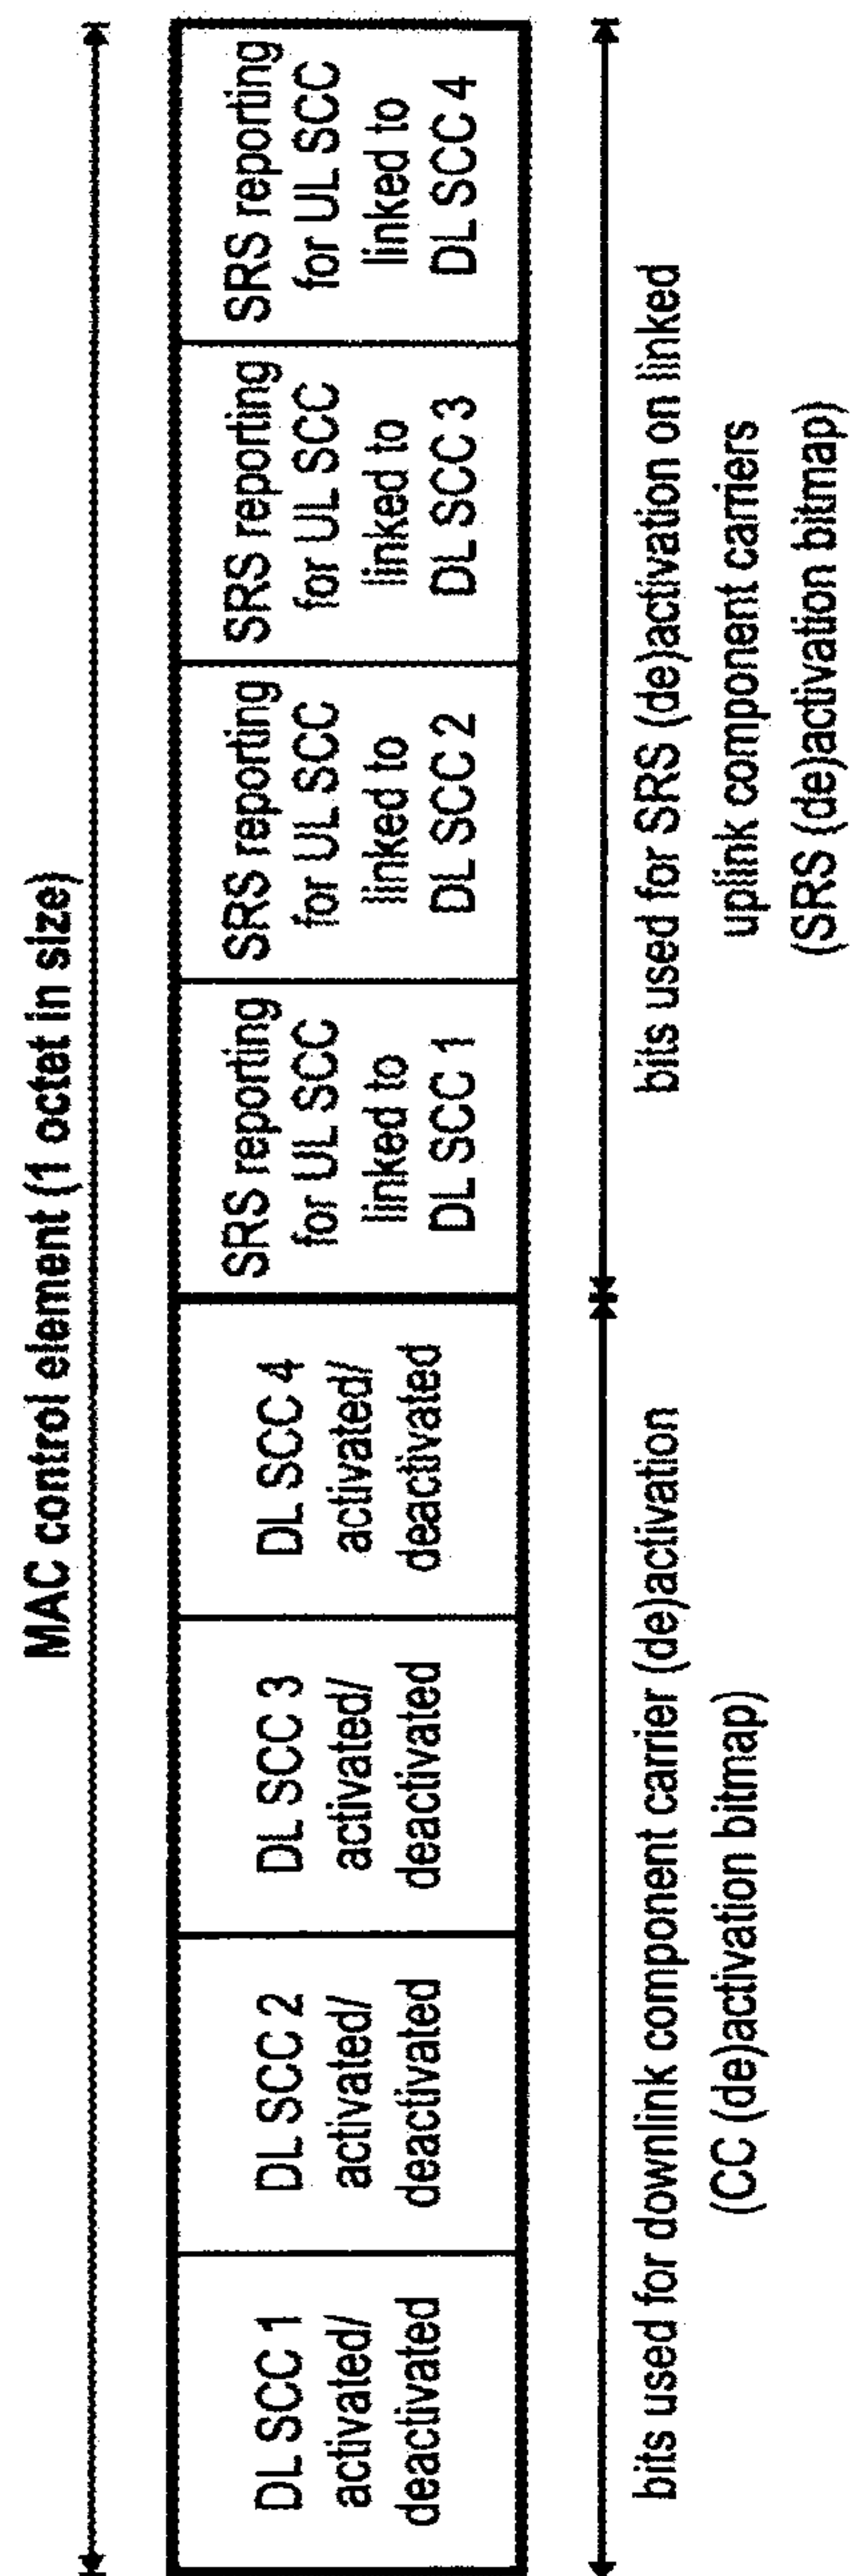 MAC control element (1 octet in size)
DL SCC 1
activated/
deactivated
DL SCC 2
activated/
deactivated
DL SCC 3
activated/
deactivated
DL SCC 4
activated/
deactivated
SRS reporting
for UL SCC
linked to
DL SCC 1
SRS reporting
for UL SCC
linked to
DL SCC 2
SRS reporting
for UL SCC
linked to
DL SCC 3
SRS reporting
for UL SCC
linked to
DL SCC 4
bits used for downlink component carrier (de)activation
(CC (de)activation bitmap)
bits used for SRS (de)activation on linked
uplink component carriers
(SRS (de)activation bitmap)